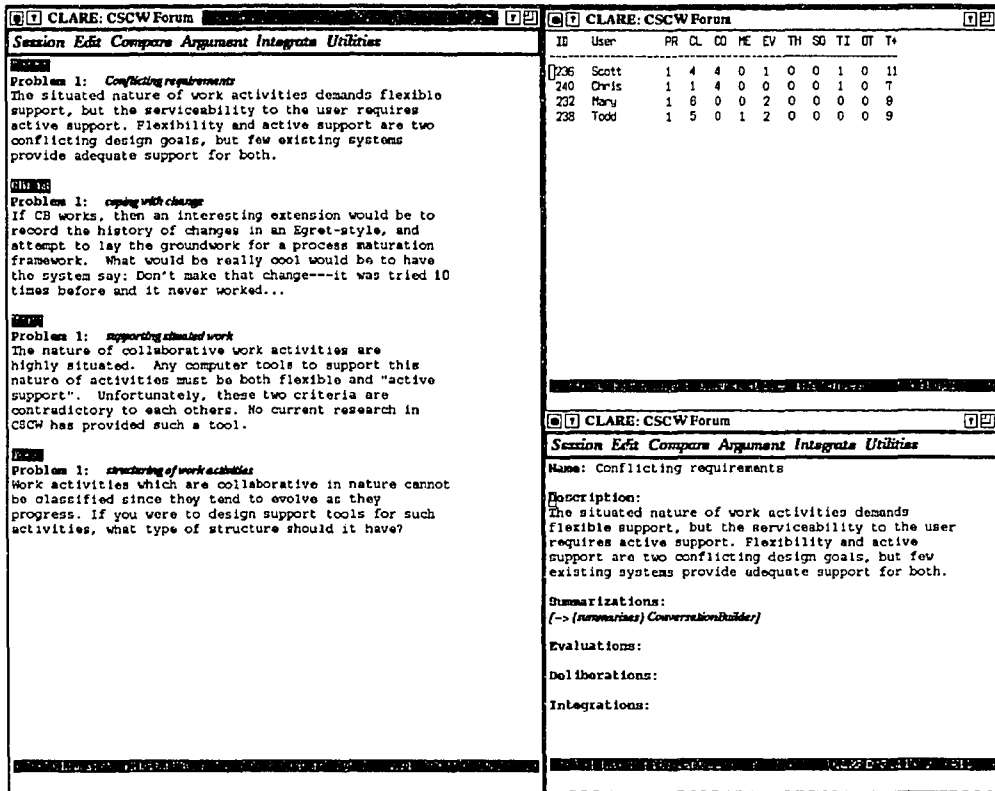 CLARE: CSCW Forum
Session Edit Compare Argument Integrate Utilities
Problem 1: Conflicting requirements
The situated nature of work activities demands flexible
support, but the serviceability to the user requires
active support. Flexibility and active support are two
conflicting design goals, but few existing systems
provide adequate support for both.
Problem 1: coping with change
If CB works, then an interesting extension would be to
record the history of changes in an Egret-style, and
attempt to lay the groundwork for a process maturation
framework. What would be really cool would be to have
the system say: Don't make that change---it was tried 10
times before and it never worked...
Problem 1: supporting situated work
The nature of collaborative work activities are
highly situated. Any computer tools to support this
nature of activities must be both flexible and "active
support". Unfortunately, these two criteria are
contradictory to each others. No current research in
CSCW has provided such a tool.
Problem 1: structuring of work activities
Work activities which are collaborative in nature cannot
be classified since they tend to evolve as they
progress. If you were to design support tools for such
activities, what type of structure should it have?
CLARE: CSCW Forum
ID User PR CL CO ME EV TH SO TI OT T+
236 Scott 1 4 4 0 1 0 0 1 0 11
240 Chris 1 1 4 0 0 0 0 1 0 7
232 Mary 1 6 0 0 2 0 0 0 0 9
238 Todd 1 5 0 1 2 0 0 0 0 9
CLARE: CSCW Forum
Session Edit Compare Argument Integrate Utilities
Name: Conflicting requirements
Description:
The situated nature of work activities demands
flexible support, but the serviceability to the user
requires active support. Flexibility and active
support are two conflicting design goals, but few
existing systems provide adequate support for both.
Summarizations:
[-> (summarizes) ConversationBuilder]
Evaluations:
Deliberations:
Integrations: